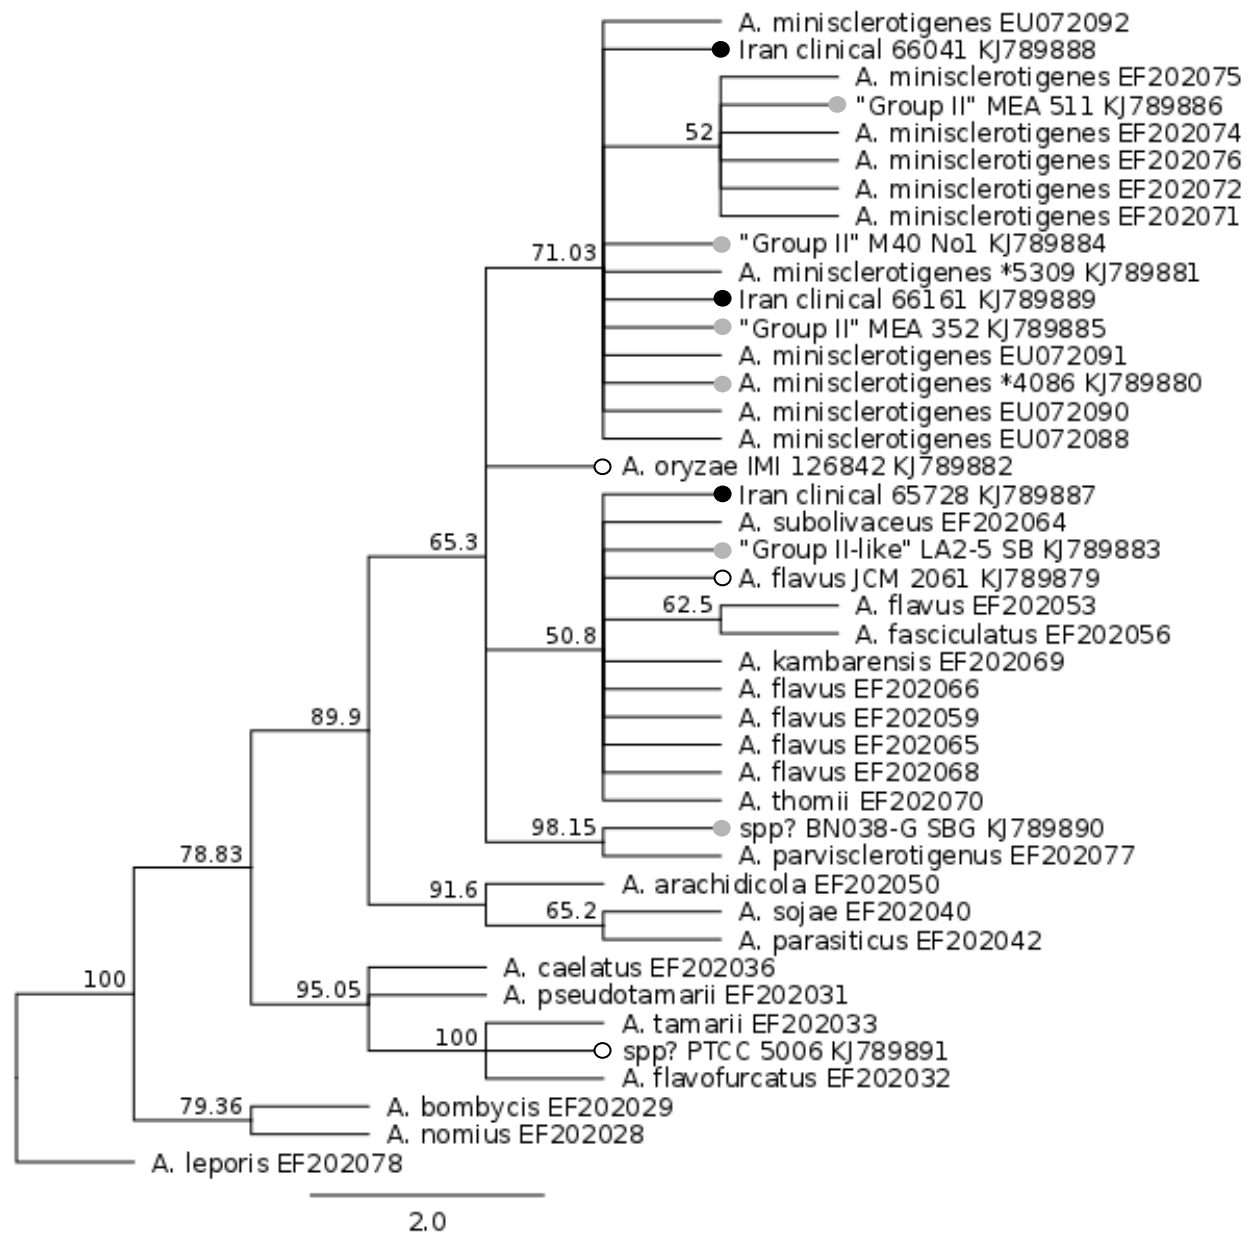 A. minisclerotigenes EU072092
Iran clinical 66041 KJ789888
A. minisclerotigenes EF202075
"Group II" MEA 511 KJ789886
52
A. minisclerotigenes EF202074
A. minisclerotigenes EF202076
A. minisclerotigenes EF202072
A. minisclerotigenes EF202071
"Group II" M40 No1 KJ789884
71.03
A. minisclerotigenes *5309 KJ789881
Iran clinical 66161 KJ789889
"Group II" MEA 352 KJ789885
A. minisclerotigenes EU072091
A. minisclerotigenes *4086 KJ789880
A. minisclerotigenes EU072090
A. minisclerotigenes EU072088
A. oryzae IMI 126842 KJ789882
Iran clinical 65728 KJ789887
A. subolivaceus EF202064
65.3
"Group II-like" LA2-5 SB KJ789883
A. flavus JCM 2061 KJ789879
62.5
A. flavus EF202053
A. fasciculatus EF202056
50.8
A. kambarensis EF202069
A. flavus EF202066
89.9
A. flavus EF202059
A. flavus EF202065
A. flavus EF202068
A. thomii EF202070
98.15
spp? BN038-G SBG KJ789890
78.83
A. parvisclerotigenus EF202077
91.6
A. arachidicola EF202050
65.2
A. sojae EF202040
A. parasiticus EF202042
A. caelatus EF202036
100
95.05
A. pseudotamarii EF202031
A. tamarii EF202033
100
spp? PTCC 5006 KJ789891
A. flavofurcatus EF202032
79.36
A. bombycis EF202029
A. nomius EF202028
A. leporis EF202078
2.0